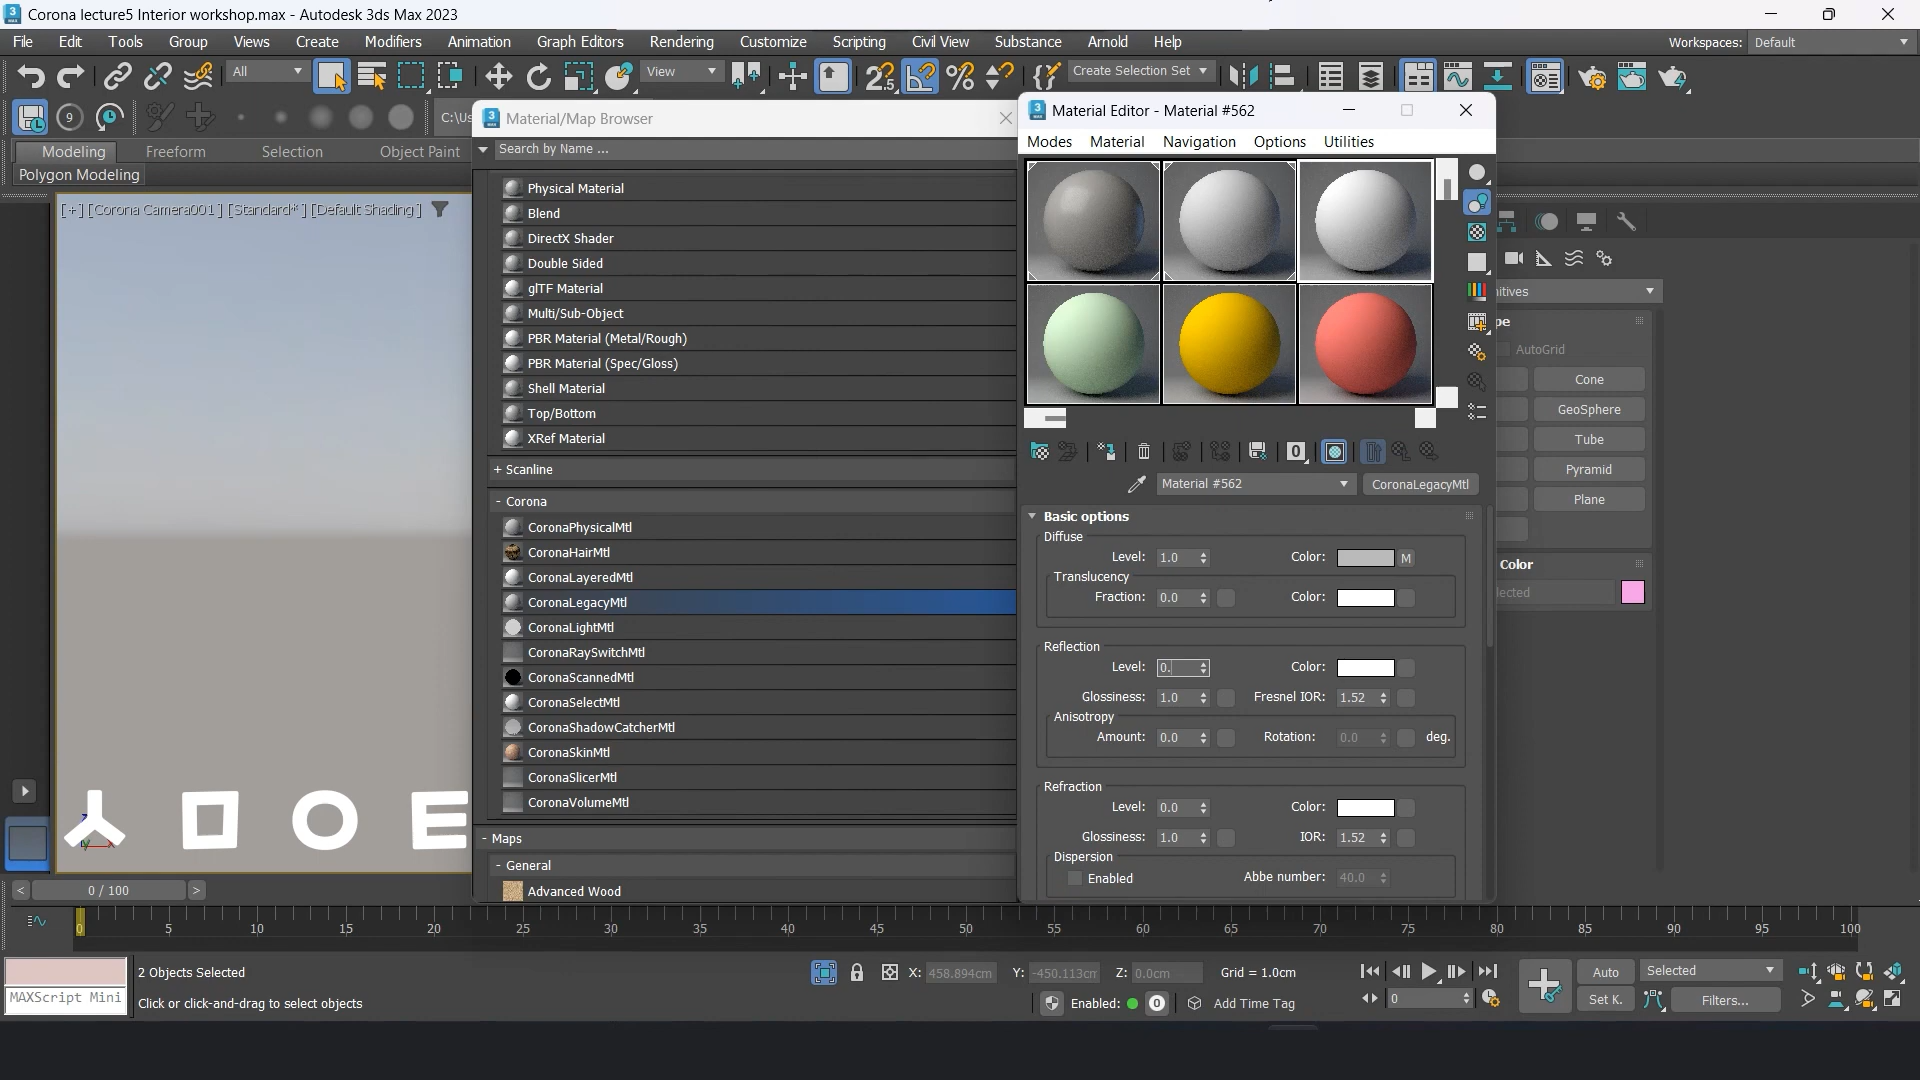 Corona lecture5 Interior workshop.max - Autodesk 3ds Max 2023
File Edit Tools Group Views Create Modifiers Animation Graph Editors Rendering Customize Scripting Civil View Substance Arnold Help Workspaces: Default
All View Create Selection Set
9 C:\Us
Material/Map Browser
Material Editor - Material #562
Modeling Freeform Selection Object Paint
Search by Name ...
Modes Material Navigation Options Utilities
Polygon Modeling
[+] [Corona Camera001] [Standard*] [Default Shading]
Physical Material
Blend
DirectX Shader
Double Sided
glTF Material
Multi/Sub-Object
PBR Material (Metal/Rough)
PBR Material (Spec/Gloss)
Shell Material
Top/Bottom
XRef Material
+ Scanline
- Corona
CoronaPhysicalMtl
CoronaHairMtl
CoronaLayeredMtl
CoronaLegacyMtl
CoronaLightMtl
CoronaRaySwitchMtl
CoronaScannedMtl
CoronaSelectMtl
CoronaShadowCatcherMtl
CoronaSkinMtl
CoronaSlicerMtl
CoronaVolumeMtl
- Maps
- General
Advanced Wood
Material #562 CoronaLegacyMtl
Basic options
Diffuse
Level: 1.0 Color: M
Translucency
Fraction: 0.0 Color:
Reflection
Level: 0. Color:
Glossiness: 1.0 Fresnel IOR: 1.52
Anisotropy
Amount: 0.0 Rotation: 0.0 deg.
Refraction
Level: 0.0 Color:
Glossiness: 1.0 IOR: 1.52
Dispersion
Enabled Abbe number: 40.0
itives
pe
AutoGrid
Cone
GeoSphere
Tube
Pyramid
Plane
Color
lected
z
y x
< 0 / 100 >
0 5 10 15 20 25 30 35 40 45 50 55 60 65 70 75 80 85 90 95 100
2 Objects Selected X: 458.894cm Y: -450.113cm Z: 0.0cm Grid = 1.0cm Auto Selected
MAXScript Mini Click or click-and-drag to select objects Enabled: 0 Add Time Tag 0 Set K. Filters...